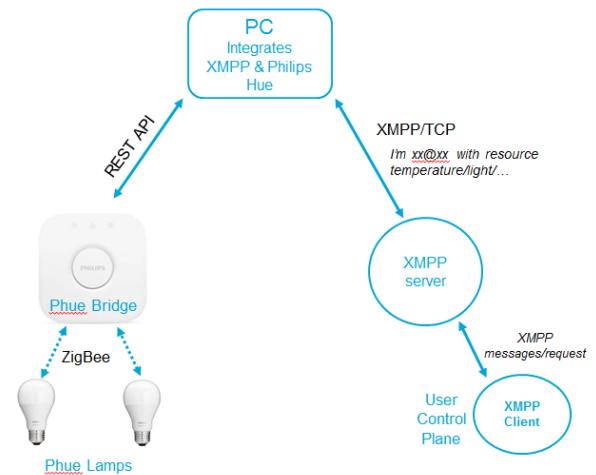 PC
Integrates
XMPP & Philips
Hue
REST API
XMPP/TCP
I'm xx@xx with resource
temperature/light/...
PHILIPS
Phue Bridge
XMPP
server
ZigBee
XMPP
messages/request
User
Control
Plane
XMPP
Client
Phue Lamps